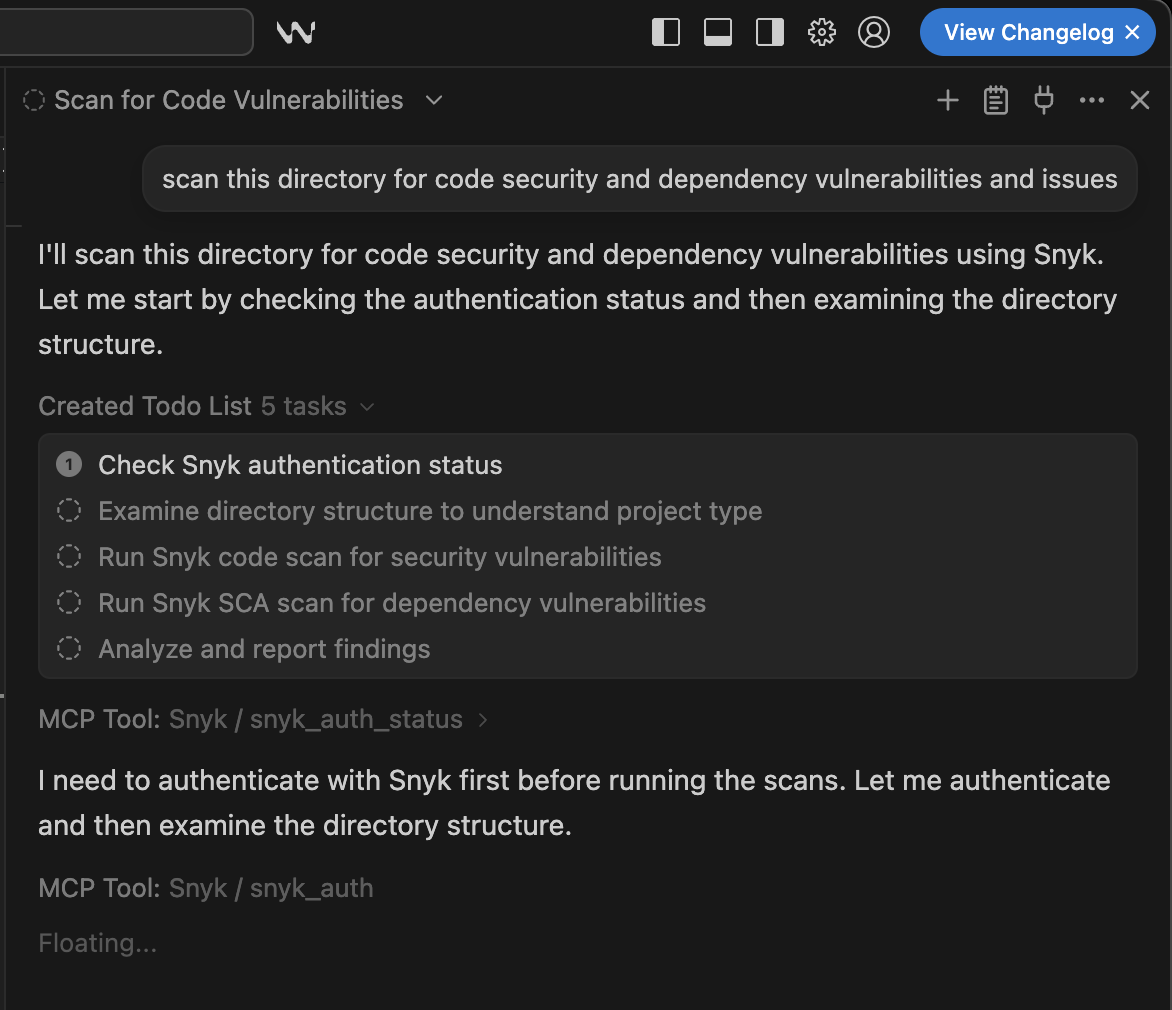 View Changelog
Scan for Code Vulnerabilities
scan this directory for code security and dependency vulnerabilities and issues
I'll scan this directory for code security and dependency vulnerabilities using Snyk.
Let me start by checking the authentication status and then examining the directory
structure.
Created Todo List 5 tasks
1 Check Snyk authentication status
Examine directory structure to understand project type
Run Snyk code scan for security vulnerabilities
Run Snyk SCA scan for dependency vulnerabilities
Analyze and report findings
MCP Tool: Snyk / snyk_auth_status
I need to authenticate with Snyk first before running the scans. Let me authenticate
and then examine the directory structure.
MCP Tool: Snyk / snyk_auth
Floating...